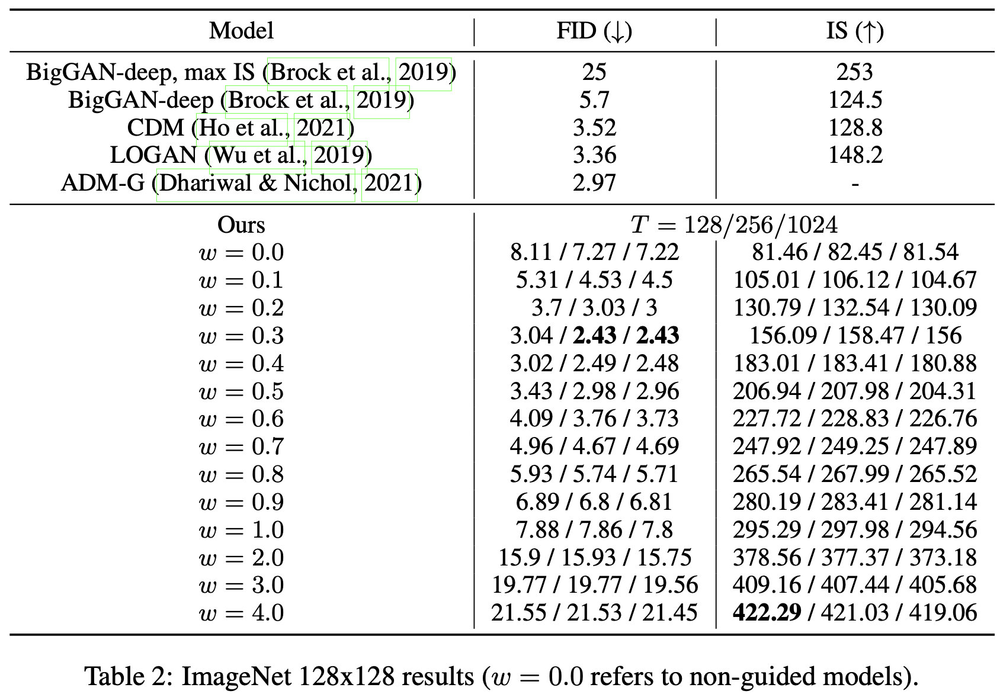 Model FID (↓) IS (↑)
BigGAN-deep, max IS (Brock et al., 2019) 25 253
BigGAN-deep (Brock et al., 2019) 5.7 124.5
CDM (Ho et al., 2021) 3.52 128.8
LOGAN (Wu et al., 2019) 3.36 148.2
ADM-G (Dhariwal & Nichol, 2021) 2.97 -
Ours T = 128/256/1024
w = 0.0 8.11 / 7.27 / 7.22 81.46 / 82.45 / 81.54
w = 0.1 5.31 / 4.53 / 4.5 105.01 / 106.12 / 104.67
w = 0.2 3.7 / 3.03 / 3 130.79 / 132.54 / 130.09
w = 0.3 3.04 / 2.43 / 2.43 156.09 / 158.47 / 156
w = 0.4 3.02 / 2.49 / 2.48 183.01 / 183.41 / 180.88
w = 0.5 3.43 / 2.98 / 2.96 206.94 / 207.98 / 204.31
w = 0.6 4.09 / 3.76 / 3.73 227.72 / 228.83 / 226.76
w = 0.7 4.96 / 4.67 / 4.69 247.92 / 249.25 / 247.89
w = 0.8 5.93 / 5.74 / 5.71 265.54 / 267.99 / 265.52
w = 0.9 6.89 / 6.8 / 6.81 280.19 / 283.41 / 281.14
w = 1.0 7.88 / 7.86 / 7.8 295.29 / 297.98 / 294.56
w = 2.0 15.9 / 15.93 / 15.75 378.56 / 377.37 / 373.18
w = 3.0 19.77 / 19.77 / 19.56 409.16 / 407.44 / 405.68
w = 4.0 21.55 / 21.53 / 21.45 422.29 / 421.03 / 419.06
Table 2: ImageNet 128x128 results (w = 0.0 refers to non-guided models).